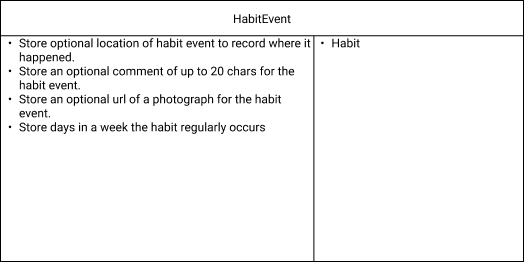 HabitEvent
• Store optional location of habit event to record where it
happened.
• Store an optional comment of up to 20 chars for the
habit event.
• Store an optional url of a photograph for the habit
event.
• Store days in a week the habit regularly occurs
• Habit